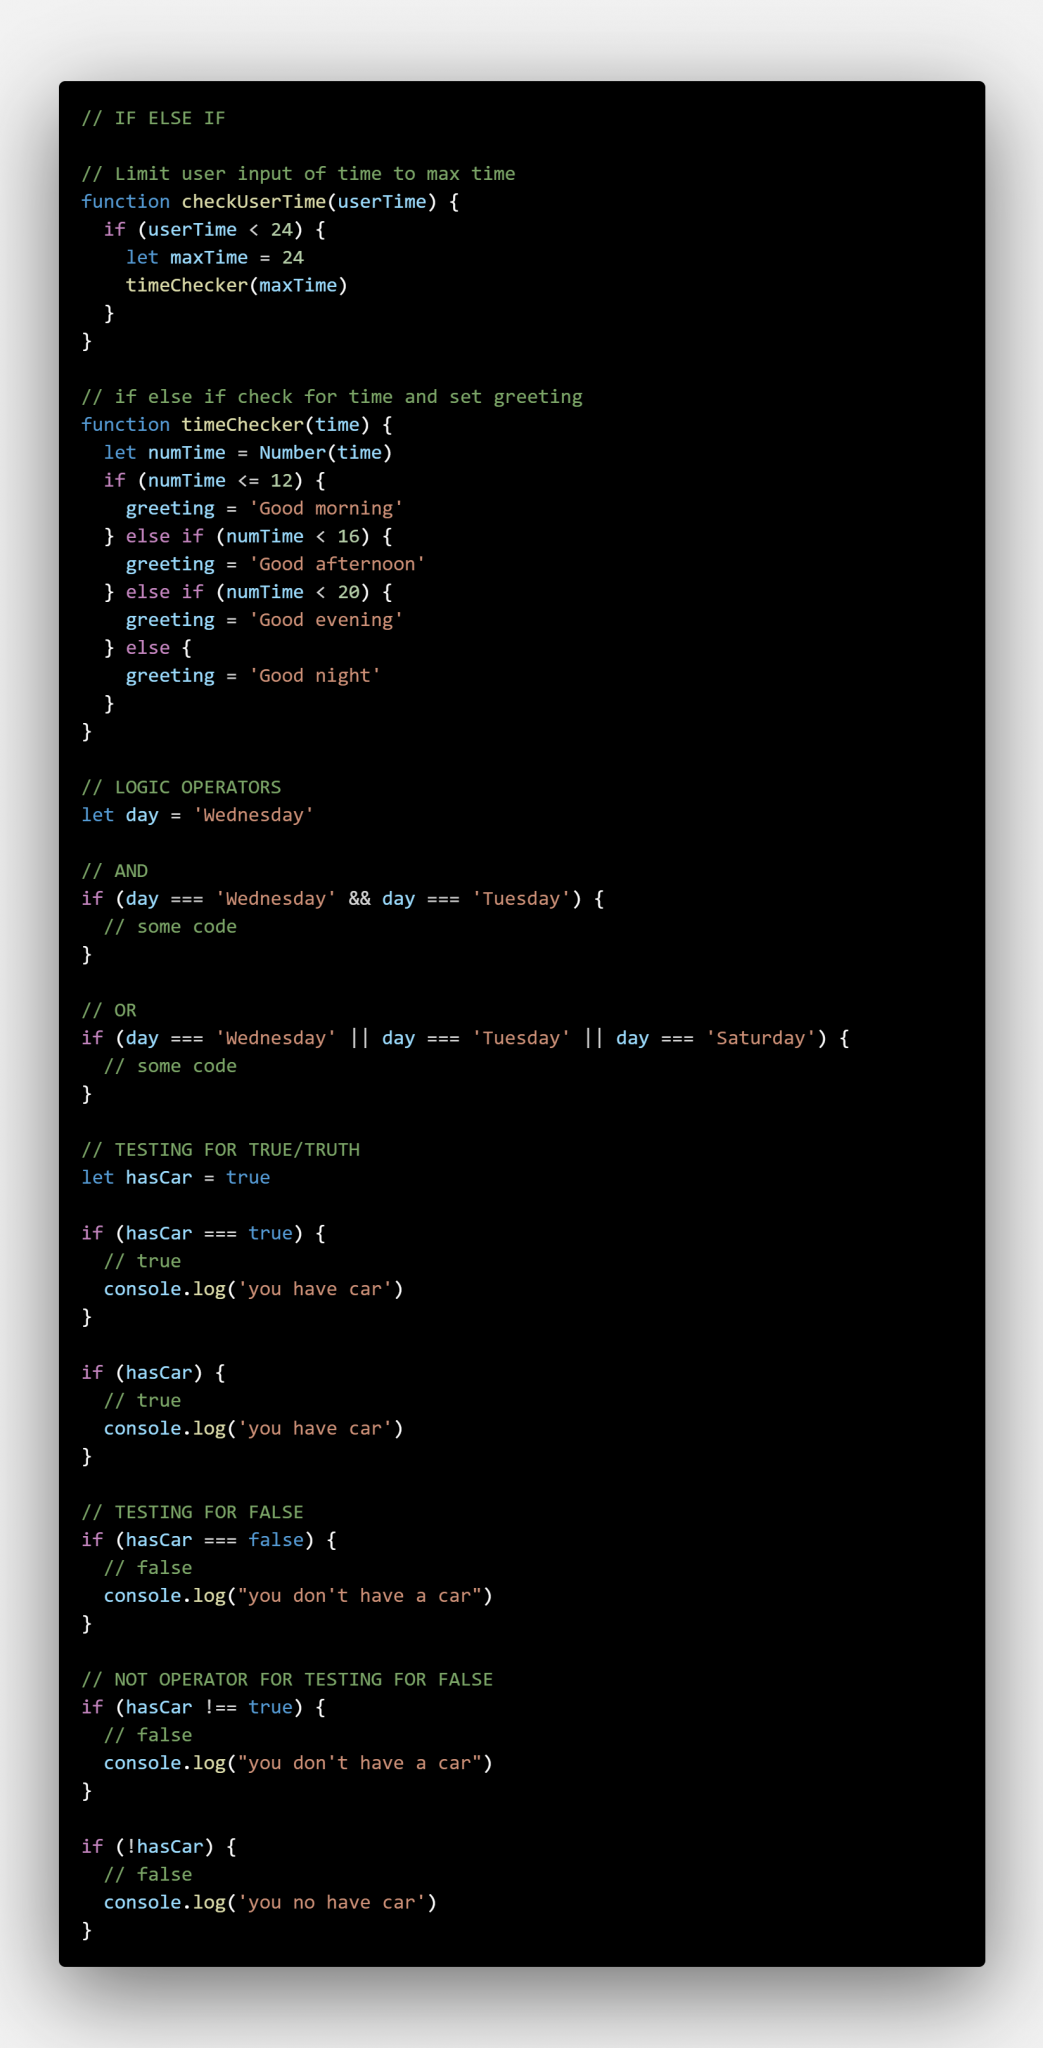 // IF ELSE IF

// Limit user input of time to max time
function checkUserTime(userTime) {
  if (userTime < 24) {
    let maxTime = 24
    timeChecker(maxTime)
  }
}

// if else if check for time and set greeting
function timeChecker(time) {
  let numTime = Number(time)
  if (numTime <= 12) {
    greeting = 'Good morning'
  } else if (numTime < 16) {
    greeting = 'Good afternoon'
  } else if (numTime < 20) {
    greeting = 'Good evening'
  } else {
    greeting = 'Good night'
  }
}

// LOGIC OPERATORS
let day = 'Wednesday'

// AND
if (day === 'Wednesday' && day === 'Tuesday') {
  // some code
}

// OR
if (day === 'Wednesday' || day === 'Tuesday' || day === 'Saturday') {
  // some code
}

// TESTING FOR TRUE/TRUTH
let hasCar = true

if (hasCar === true) {
  // true
  console.log('you have car')
}

if (hasCar) {
  // true
  console.log('you have car')
}

// TESTING FOR FALSE
if (hasCar === false) {
  // false
  console.log("you don't have a car")
}

// NOT OPERATOR FOR TESTING FOR FALSE
if (hasCar !== true) {
  // false
  console.log("you don't have a car")
}

if (!hasCar) {
  // false
  console.log('you no have car')
}